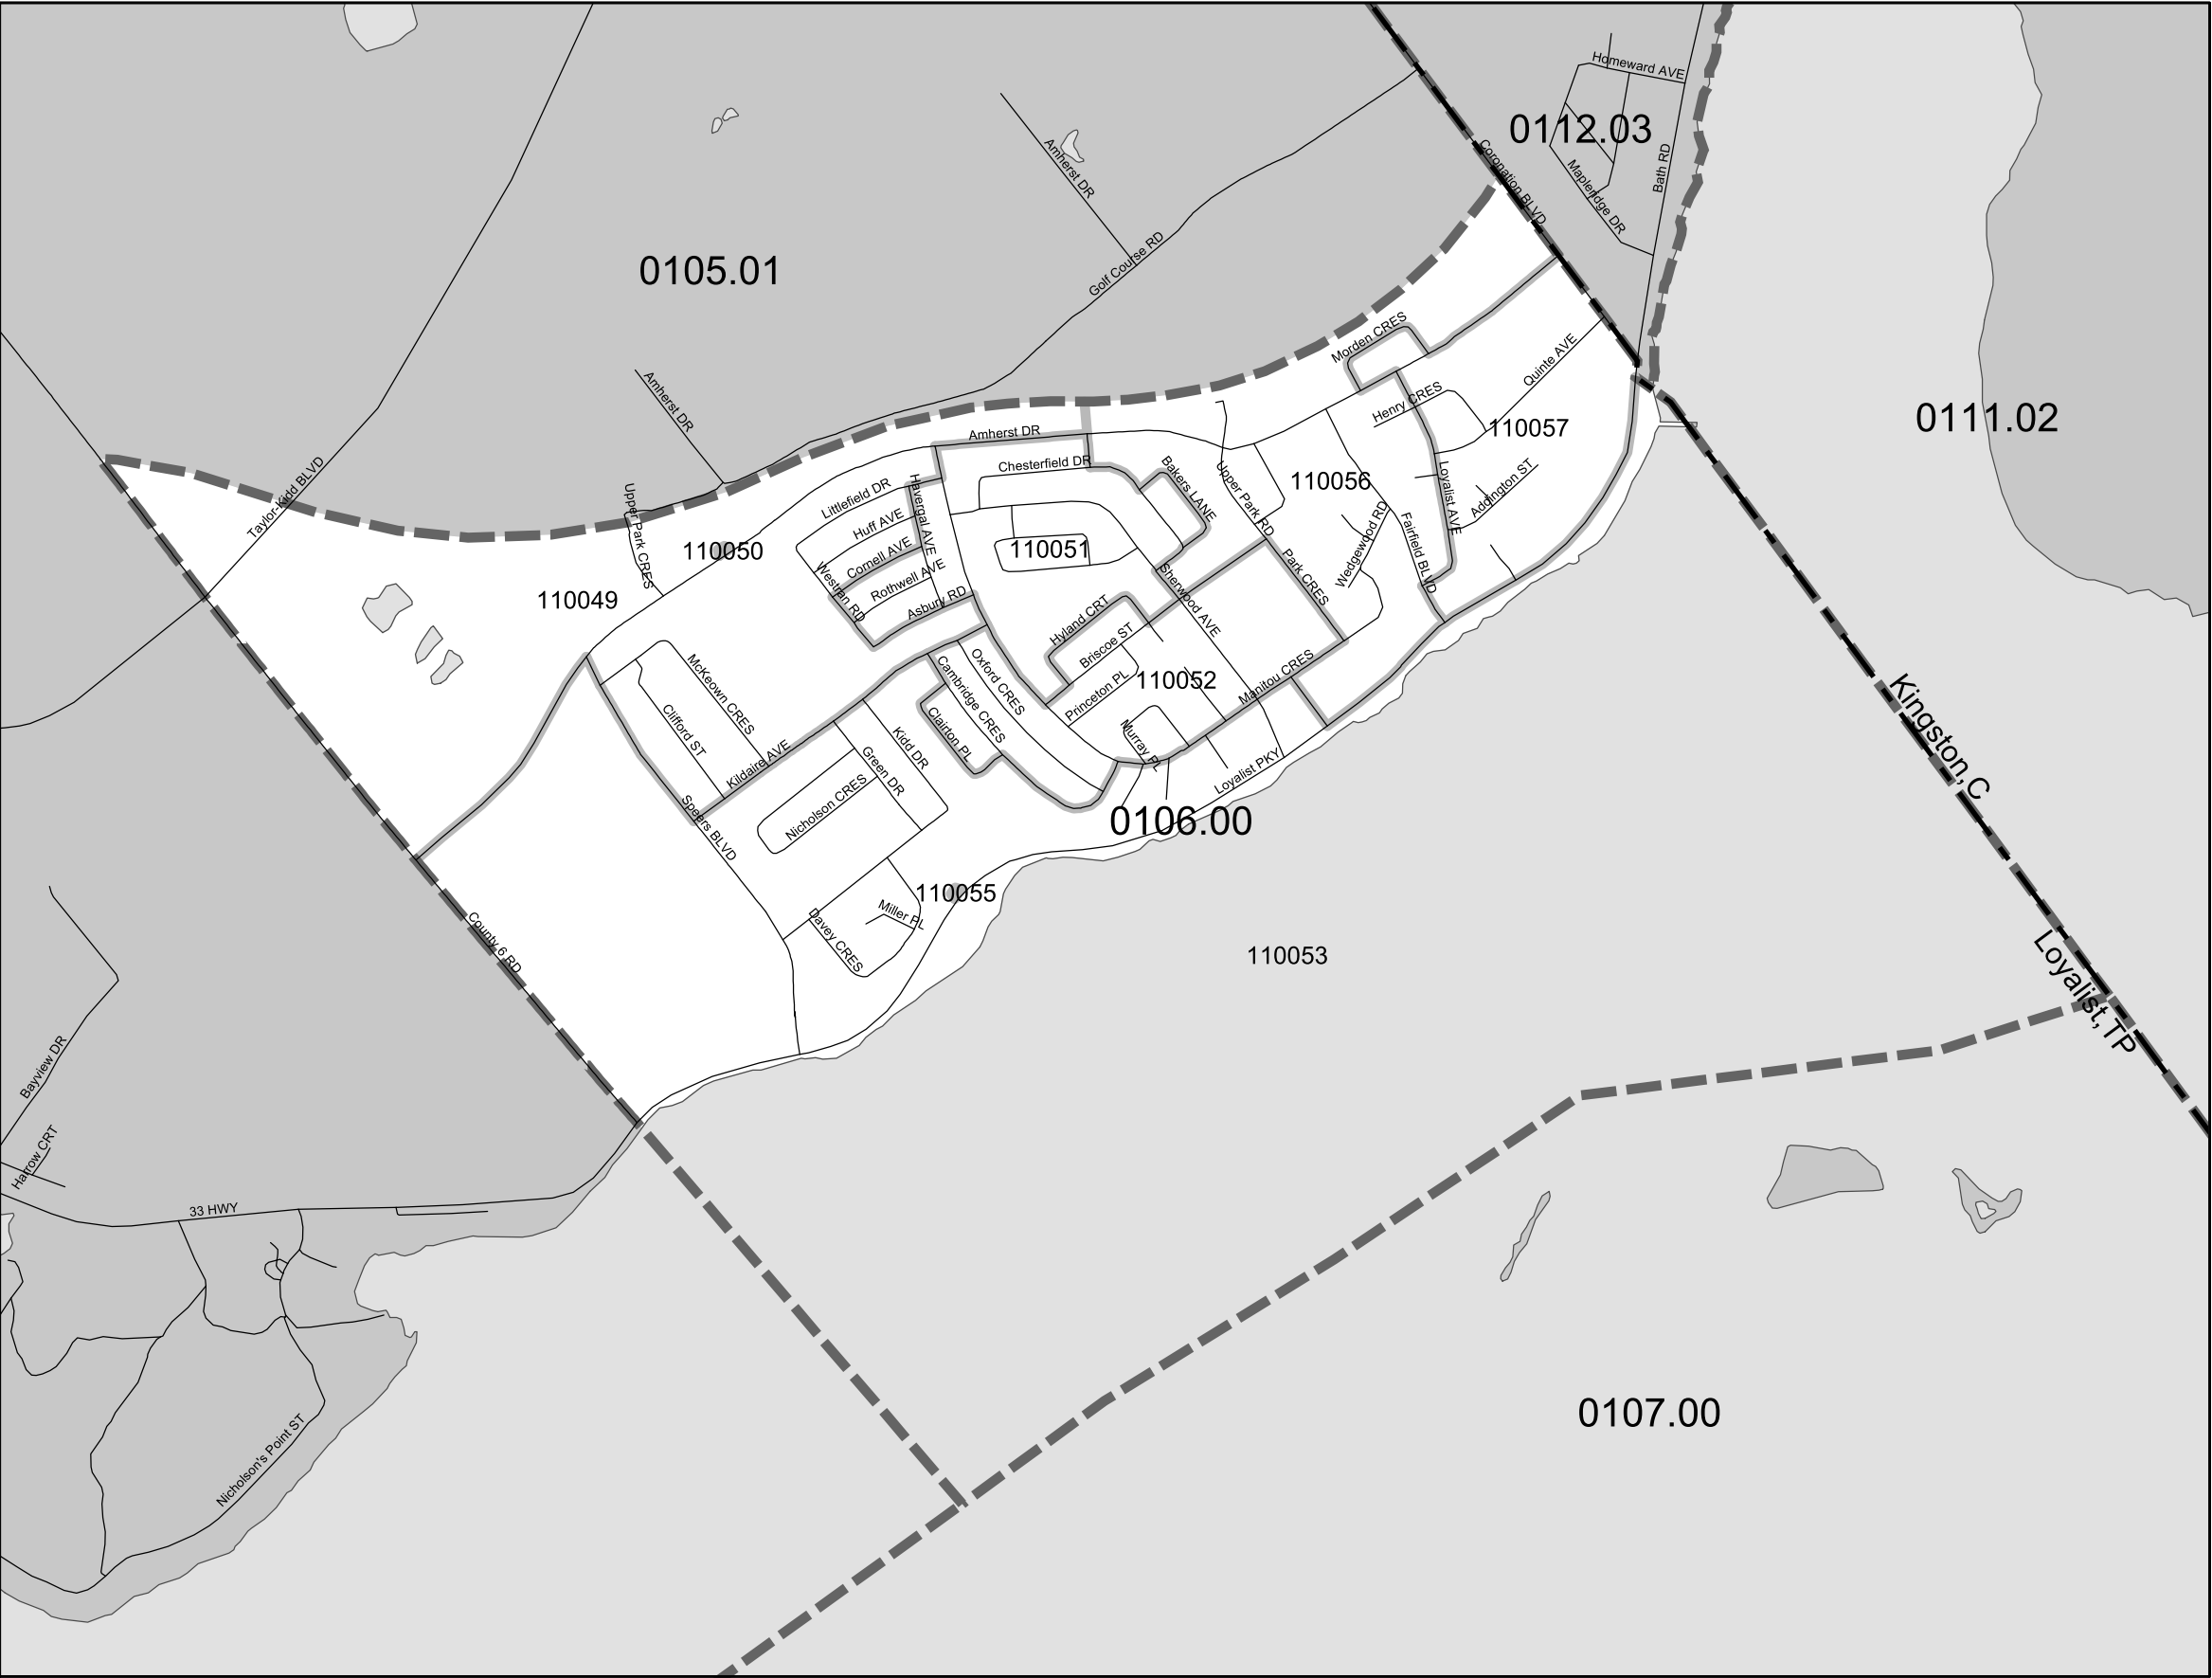 Homeward AVE
0112.03
Coronation BLVD
Bath RD
Mapleridge DR
Amherst DR
Golf Course RD
0105.01
Morden CRES
Quinte AVE
Henry CRES
0111.02
110057
Amherst DR
Amherst DR
Chesterfield DR
Bakers LANE
Upper Park RD
110056
Loyalist AVE
Addington ST
Taylor-Kidd BLVD
Upper Park CRES
Littlefield DR
Havergal AVE
Huff AVE
110050
110051
Cornell AVE
Rothwell AVE
Westran RD
Asbury RD
Wedgewood RD
Fairfield BLVD
Park CRES
Sherwood AVE
110049
Hyland CRT
Briscoe ST
Princeton PL
110052
Manitou CRES
McKeown CRES
Clifford ST
Oxford CRES
Cambridge CRES
Clairton PL
Kidd DR
Green DR
Kildaire AVE
Nicholson CRES
Murray PL
Loyalist PKY
Speers BLVD
0106.00
Kingston, C
110055
Miller PL
Davey CRES
County 6 RD
110053
Loyalist, TP
Bayview DR
Harrow CRT
33 HWY
0107.00
Nicholson's Point ST